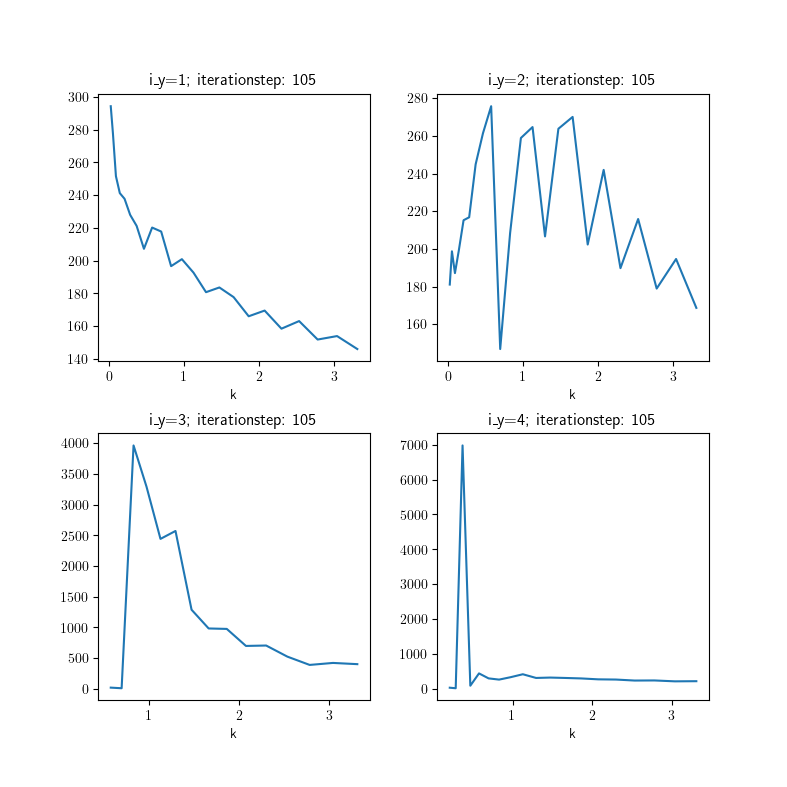 i_y=1; iterationstep: 105
300
280
260
240
220
200
180
160
140
0 1 2 3
k
i_y=2; iterationstep: 105
280
260
240
220
200
180
160
0 1 2 3
k
i_y=3; iterationstep: 105
4000
3500
3000
2500
2000
1500
1000
500
0
1 2 3
k
i_y=4; iterationstep: 105
7000
6000
5000
4000
3000
2000
1000
0
1 2 3
k